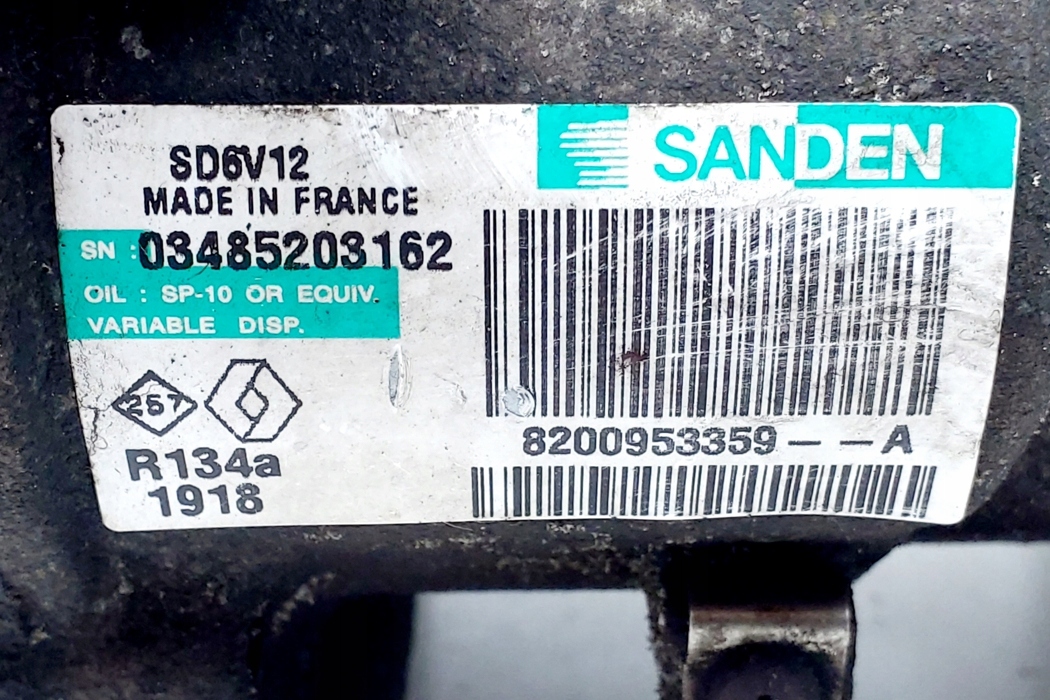 SANDEN
SD6V12
MADE IN FRANCE
SN : 03485203162
OIL : SP-10 OR EQUIV.
VARIABLE DISP.
257
R134a
1918
8200953359 — — A